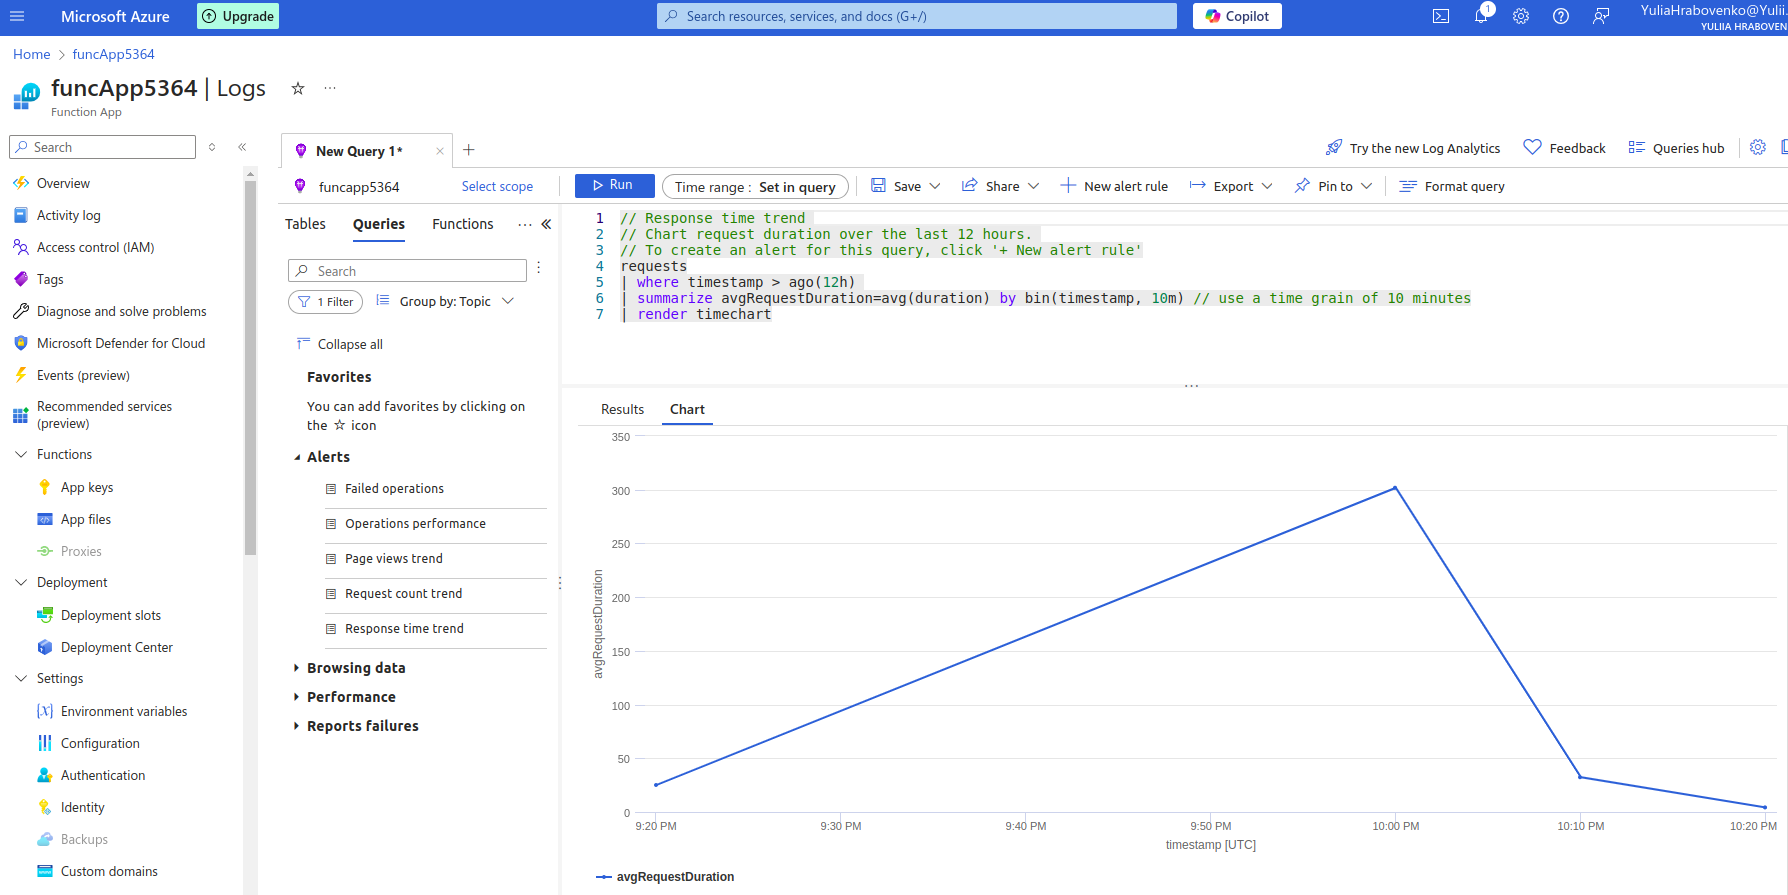 Microsoft Azure
Upgrade
Search resources, services, and docs (G+/)
Copilot
1
YuliaHrabovenko@Yulii.
YULIIA HRABOVEN
Home > funcApp5364
funcApp5364 | Logs
Function App
Search
Overview
Activity log
Access control (IAM)
Tags
Diagnose and solve problems
Microsoft Defender for Cloud
Events (preview)
Recommended services
(preview)
Functions
App keys
App files
Proxies
Deployment
Deployment slots
Deployment Center
Settings
Environment variables
Configuration
Authentication
Identity
Backups
Custom domains
New Query 1*
Try the new Log Analytics
Feedback
Queries hub
funcapp5364
Select scope
Run
Time range : Set in query
Save
Share
New alert rule
Export
Pin to
Format query
Tables
Queries
Functions
Search
1 Filter
Group by: Topic
Collapse all
Favorites
You can add favorites by clicking on
the ☆ icon
Alerts
Failed operations
Operations performance
Page views trend
Request count trend
Response time trend
Browsing data
Performance
Reports failures
1 // Response time trend
2 // Chart request duration over the last 12 hours.
3 // To create an alert for this query, click '+ New alert rule'
4 requests
5 | where timestamp > ago(12h)
6 | summarize avgRequestDuration=avg(duration) by bin(timestamp, 10m) // use a time grain of 10 minutes
7 | render timechart
Results
Chart
350
300
250
200
150
100
50
0
avgRequestDuration
9:20 PM
9:30 PM
9:40 PM
9:50 PM
10:00 PM
10:10 PM
10:20 PM
timestamp [UTC]
avgRequestDuration